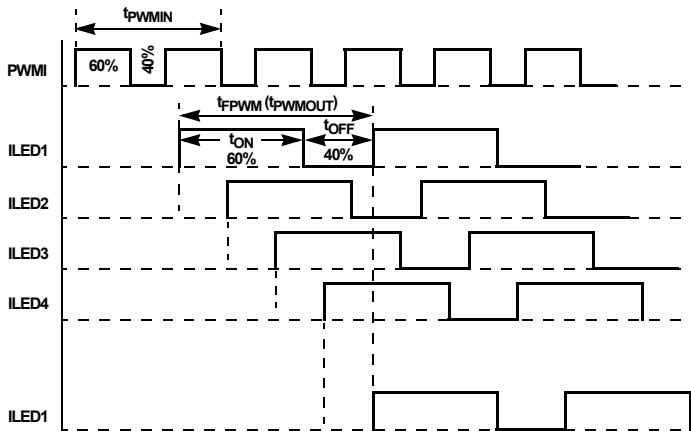 tPWMIN
PWMI
60%
40%
tFPWM (tPWMOUT)
ILED1
tON
60%
tOFF
40%
ILED2
ILED3
ILED4
ILED1